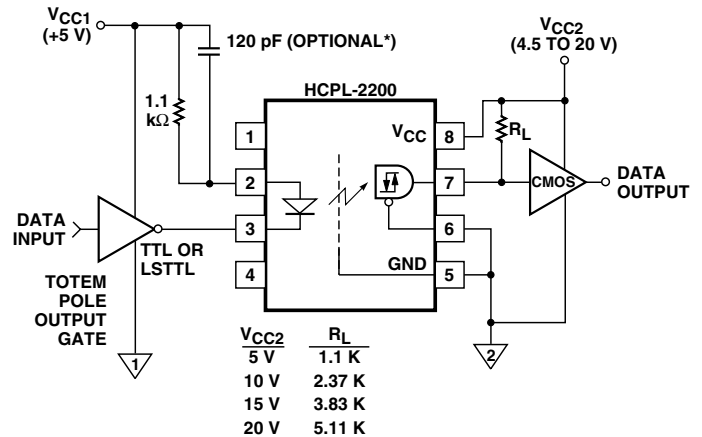 VCC1
(+5 V)
120 pF (OPTIONAL*)
VCC2
(4.5 TO 20 V)
HCPL-2200
1.1
kΩ
1
VCC
8
RL
2
7
CMOS
DATA
OUTPUT
DATA
INPUT
3
6
TTL OR
LSTTL
4
GND
5
TOTEM
POLE
OUTPUT
GATE
1
2
VCC2 RL
5 V 1.1 K
10 V 2.37 K
15 V 3.83 K
20 V 5.11 K